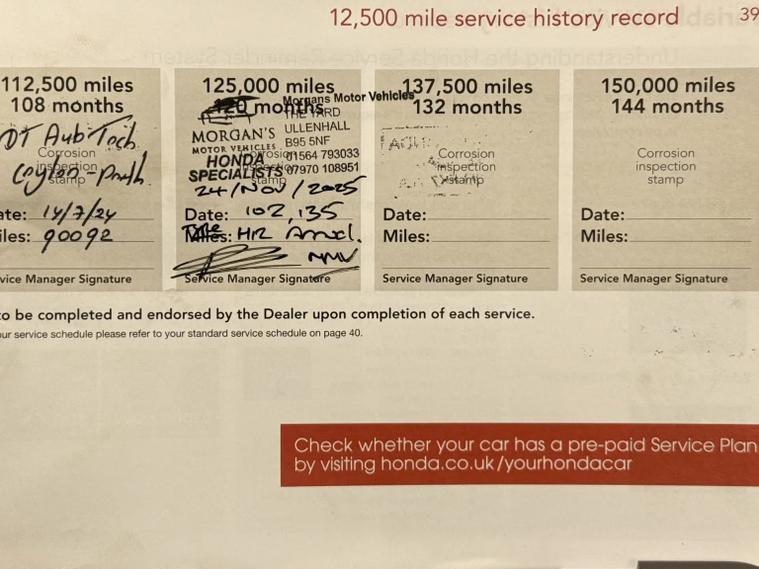 12,500 mile service history record 39
112,500 miles
108 months
DT Aub Tech
Corrosion
inspection
stamp
ate: 14/7/24
iles: 90092
vice Manager Signature
125,000 miles
120 months
Morgans Motor Vehicles
THE YARD
ULLENHALL
B95 5NF
01564 793033
07970 108951
MORGAN'S
MOTOR VEHICLES
HONDA
SPECIALISTS
24/NOV/2025
Date: 102,135
Miles: HR
Service Manager Signature
137,500 miles
132 months
Corrosion
inspection
stamp
Date:
Miles:
Service Manager Signature
150,000 miles
144 months
Corrosion
inspection
stamp
Date:
Miles:
Service Manager Signature
to be completed and endorsed by the Dealer upon completion of each service.
our service schedule please refer to your standard service schedule on page 40.
Check whether your car has a pre-paid Service Plan
by visiting honda.co.uk/yourhondacar